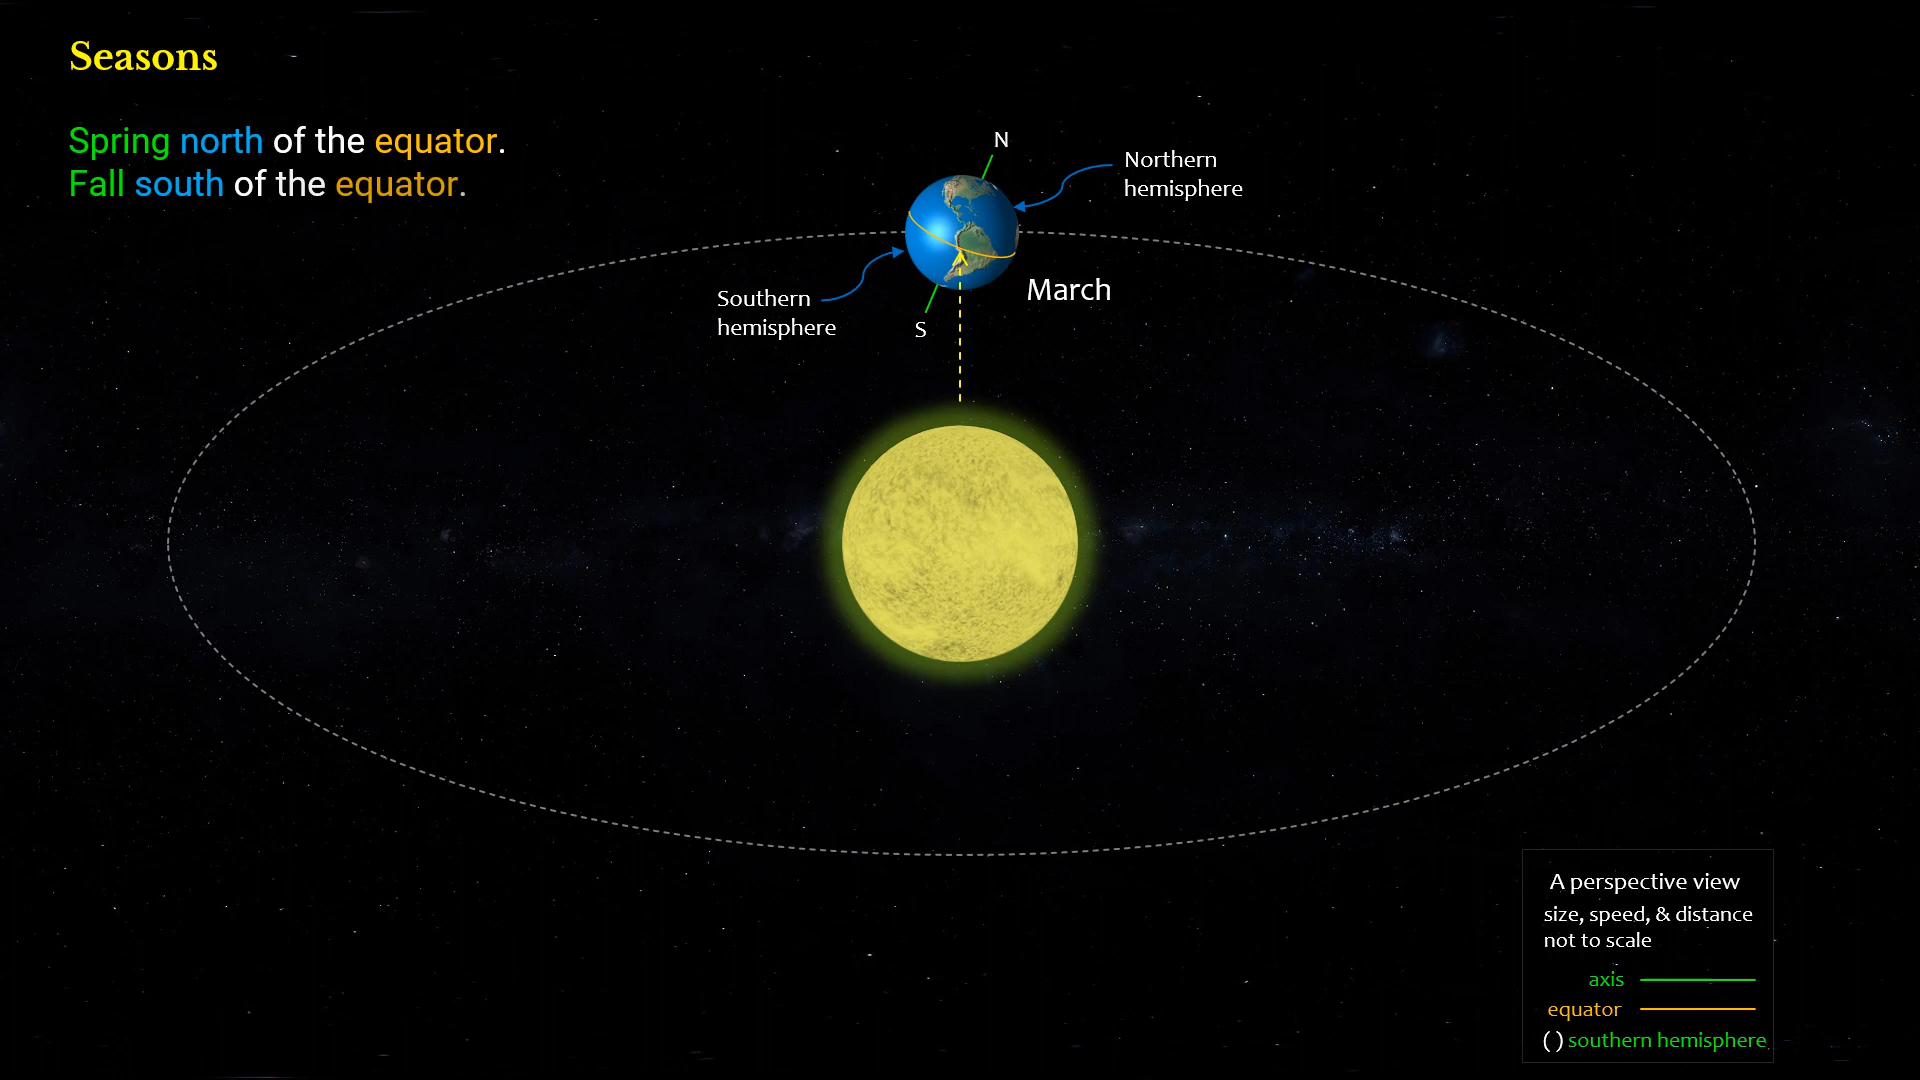 Seasons
Spring north of the equator.
Fall south of the equator.
N
Northern
hemisphere
March
Southern
hemisphere
S
A perspective view
size, speed, & distance
not to scale
axis
equator
( ) southern hemisphere